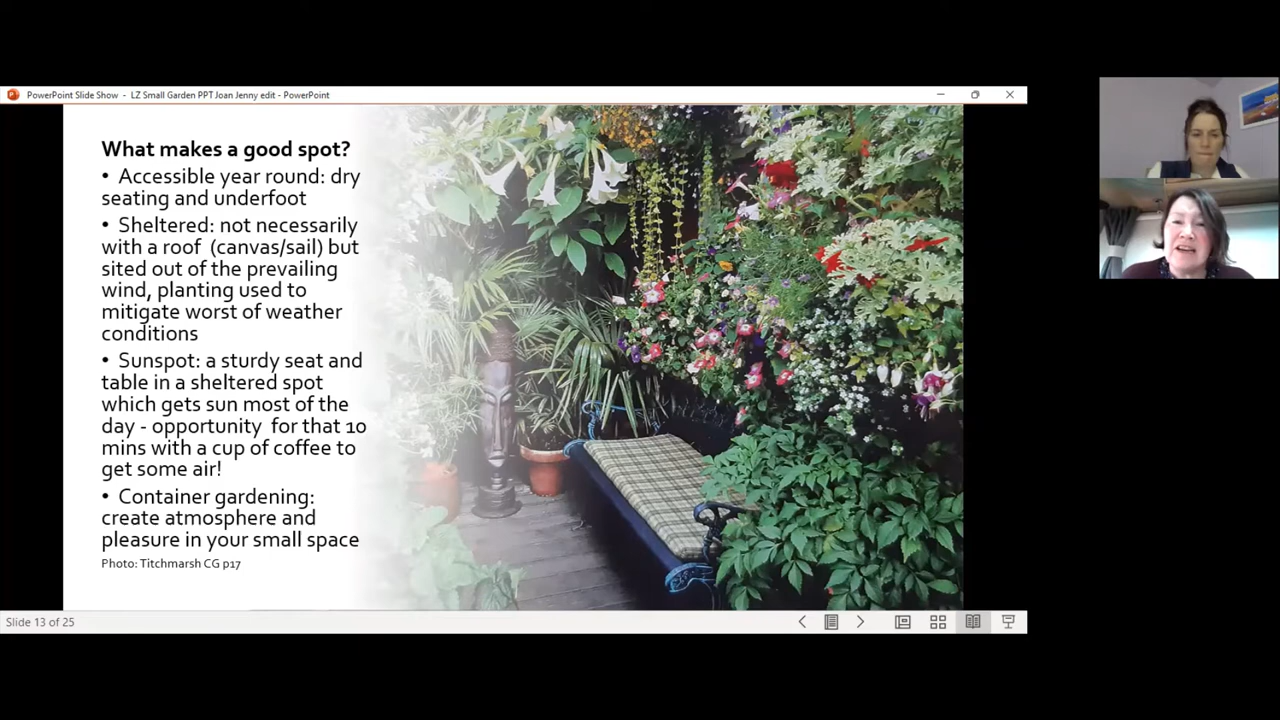 PowerPoint Slide Show - LZ Small Garden PPT Joan Jenny edit - PowerPoint
What makes a good spot?
• Accessible year round: dry
seating and underfoot
• Sheltered: not necessarily
with a roof (canvas/sail) but
sited out of the prevailing
wind, planting used to
mitigate worst of weather
conditions
• Sunspot: a sturdy seat and
table in a sheltered spot
which gets sun most of the
day - opportunity for that 10
mins with a cup of coffee to
get some air!
• Container gardening:
create atmosphere and
pleasure in your small space
Photo: Titchmarsh CG p17
Slide 13 of 25